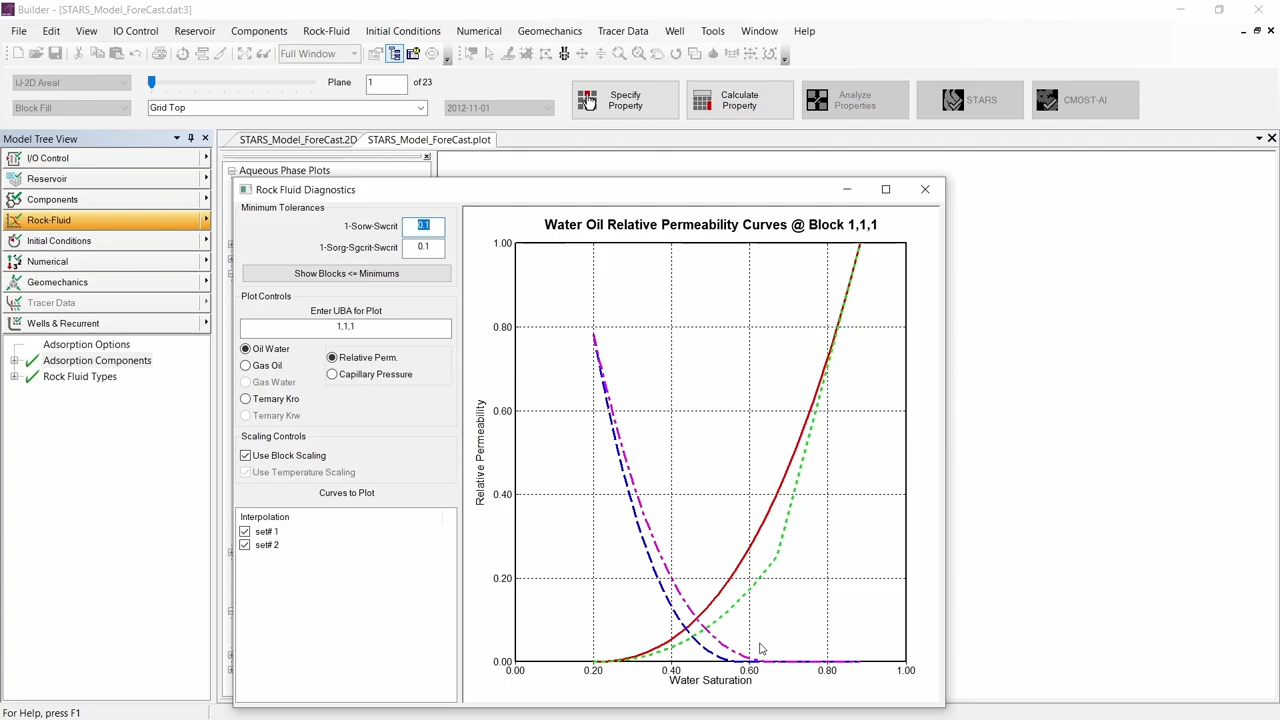 Builder - [STARS_Model_ForeCast.dat:3]
File Edit View IO Control Reservoir Components Rock-Fluid Initial Conditions Numerical Geomechanics Tracer Data Well Tools Window Help
Full Window
IJ-2D Areal Plane 1 of 23
Block Fill Grid Top 2012-11-01
Specify Property
Calculate Property
Analyze Properties
STARS
CMOST-AI
Model Tree View
I/O Control
Reservoir
Components
Rock-Fluid
Initial Conditions
Numerical
Geomechanics
Tracer Data
Wells & Recurrent
Adsorption Options
Adsorption Components
Rock Fluid Types
STARS_Model_ForeCast.2D STARS_Model_ForeCast.plot
Aqueous Phase Plots
Rock Fluid Diagnostics
Minimum Tolerances
1-Sorw-Swcrit 0.1
1-Sorg-Sgcrit-Swcrit 0.1
Show Blocks <= Minimums
Plot Controls
Enter UBA for Plot
1,1,1
Oil Water
Gas Oil
Gas Water
Ternary Kro
Ternary Krw
Relative Perm.
Capillary Pressure
Scaling Controls
Use Block Scaling
Use Temperature Scaling
Curves to Plot
Interpolation
set# 1
set# 2
Water Oil Relative Permeability Curves @ Block 1,1,1
1.00
0.80
0.60
0.40
0.20
0.00
Relative Permeability
0.00 0.20 0.40 0.60 0.80 1.00
Water Saturation
For Help, press F1